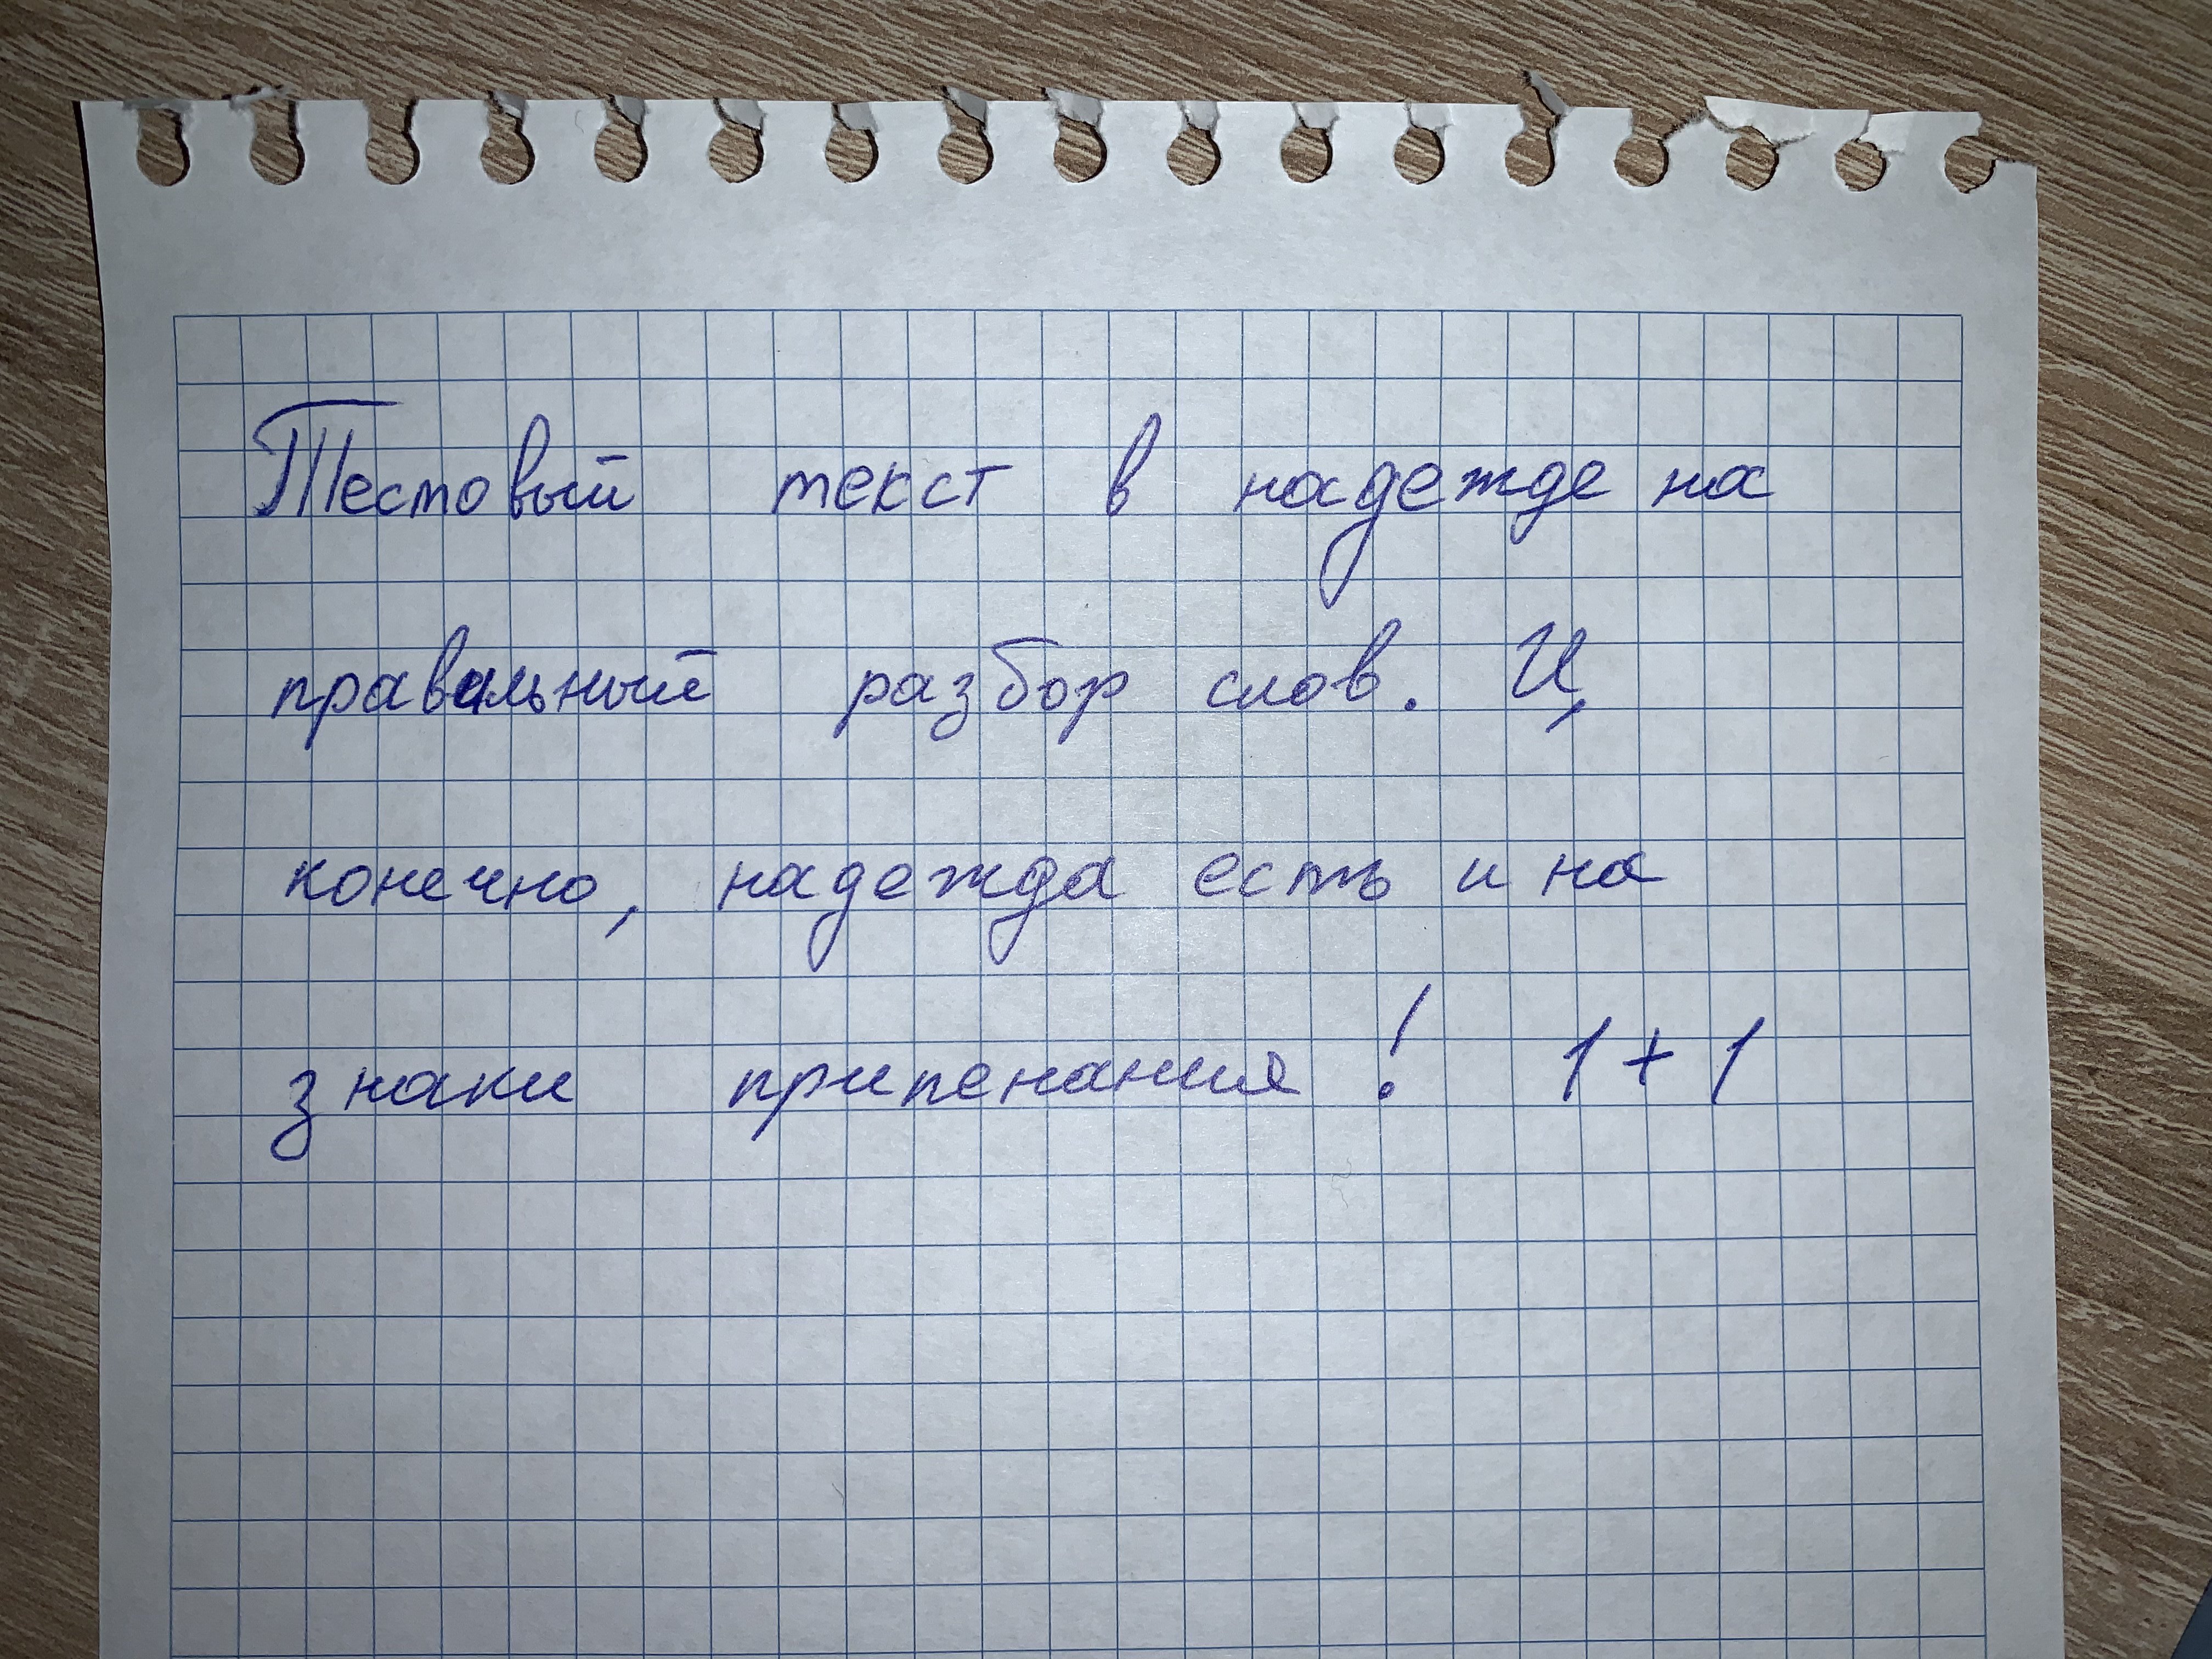 Тестовый текст в надежде на
правильный разбор слов. И,
конечно, надежда есть и на
знаки припенания! 1+1